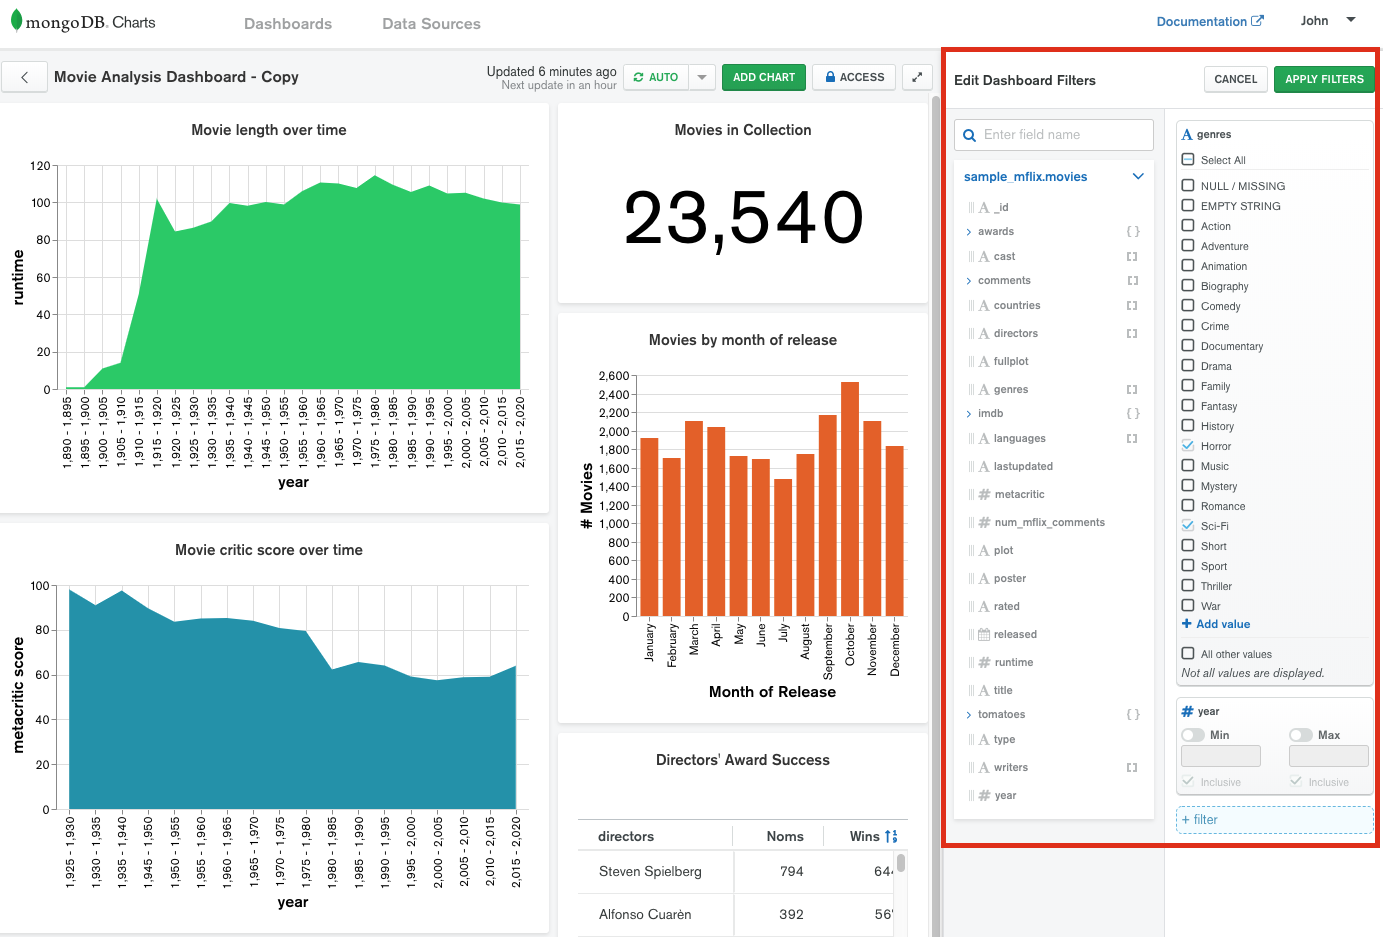 mongoDB. Charts
Dashboards
Data Sources
Documentation
John
Movie Analysis Dashboard - Copy
Updated 6 minutes ago
Next update in an hour
AUTO
ADD CHART
ACCESS
Movie length over time
120
100
80
60
40
20
0
runtime
1,890 - 1,895
1,895 - 1,900
1,900 - 1,905
1,905 - 1,910
1,910 - 1,915
1,915 - 1,920
1,920 - 1,925
1,925 - 1,930
1,930 - 1,935
1,935 - 1,940
1,940 - 1,945
1,945 - 1,950
1,950 - 1,955
1,955 - 1,960
1,960 - 1,965
1,965 - 1,970
1,970 - 1,975
1,975 - 1,980
1,980 - 1,985
1,985 - 1,990
1,990 - 1,995
1,995 - 2,000
2,000 - 2,005
2,005 - 2,010
2,010 - 2,015
2,015 - 2,020
year
Movie critic score over time
100
80
60
40
20
0
metacritic score
1,925 - 1,930
1,930 - 1,935
1,935 - 1,940
1,945 - 1,950
1,950 - 1,955
1,955 - 1,960
1,960 - 1,965
1,965 - 1,970
1,970 - 1,975
1,975 - 1,980
1,980 - 1,985
1,985 - 1,990
1,990 - 1,995
1,995 - 2,000
2,000 - 2,005
2,005 - 2,010
2,010 - 2,015
2,015 - 2,020
year
Movies in Collection
23,540
Movies by month of release
2,600
2,400
2,200
2,000
1,800
1,600
1,400
1,200
1,000
800
600
400
200
0
# Movies
January
February
March
April
May
June
July
August
September
October
November
December
Month of Release
Directors' Award Success
directors Noms Wins
Steven Spielberg 794 644
Alfonso Cuarèn 392 567
Edit Dashboard Filters
CANCEL
APPLY FILTERS
Enter field name
sample_mflix.movies
A _id
awards { }
A cast [ ]
comments [ ]
A countries [ ]
A directors [ ]
A fullplot
A genres [ ]
imdb { }
A languages [ ]
A lastupdated
# metacritic
# num_mflix_comments
A plot
A poster
A rated
released
# runtime
A title
tomatoes { }
A type
A writers [ ]
# year
A genres
Select All
NULL / MISSING
EMPTY STRING
Action
Adventure
Animation
Biography
Comedy
Crime
Documentary
Drama
Family
Fantasy
History
Horror
Music
Mystery
Romance
Sci-Fi
Short
Sport
Thriller
War
+ Add value
All other values
Not all values are displayed.
# year
Min Max
Inclusive Inclusive
+ filter